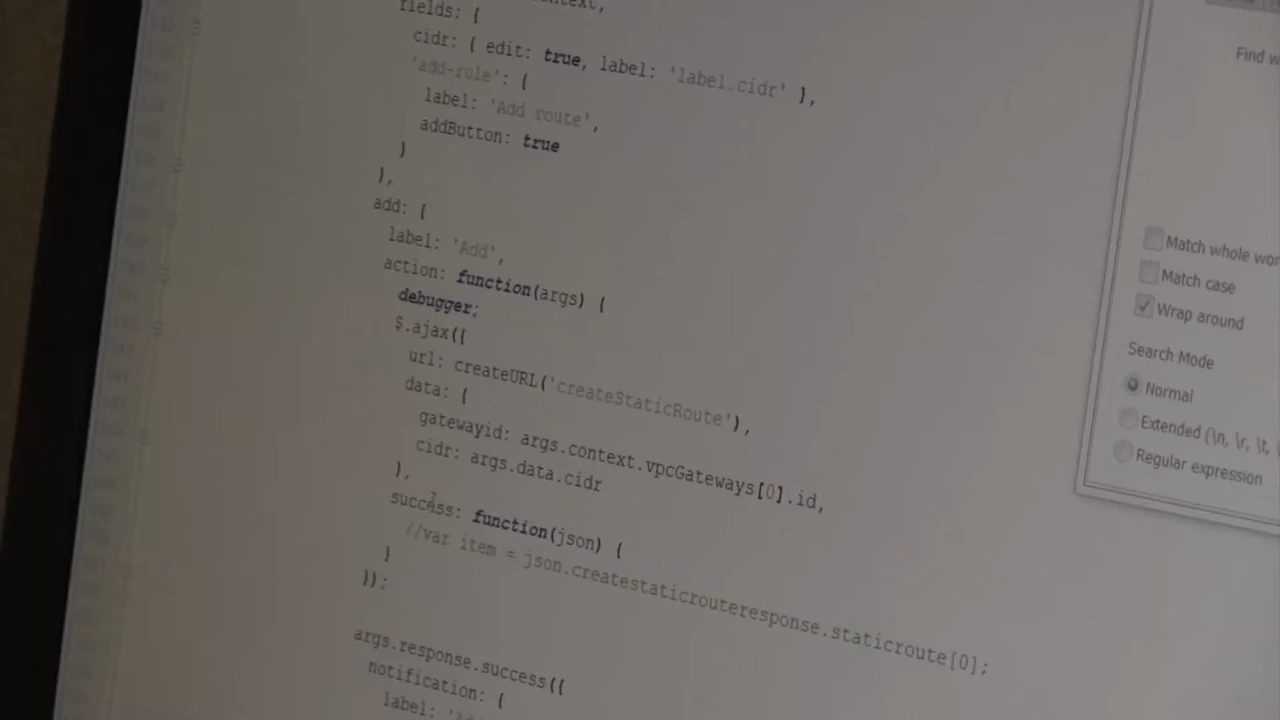 fields: {
cidr: { edit: true, label: 'label.cidr' },
'add-rule': {
label: 'Add route',
addButton: true
}
},
add: {
label: 'Add',
action: function(args) {
debugger;
$.ajax({
url: createURL('createStaticRoute'),
data: {
gatewayid: args.context.vpcGateways[0].id,
cidr: args.data.cidr
},
success: function(json) {
//var item = json.createstaticrouteresponse.staticroute[0];
}
});
args.response.success({
notification: {
label:
Find
Match whole
Match case
Wrap around
Search Mode
Normal
Extended (\n, \r, \t,
Regular expression